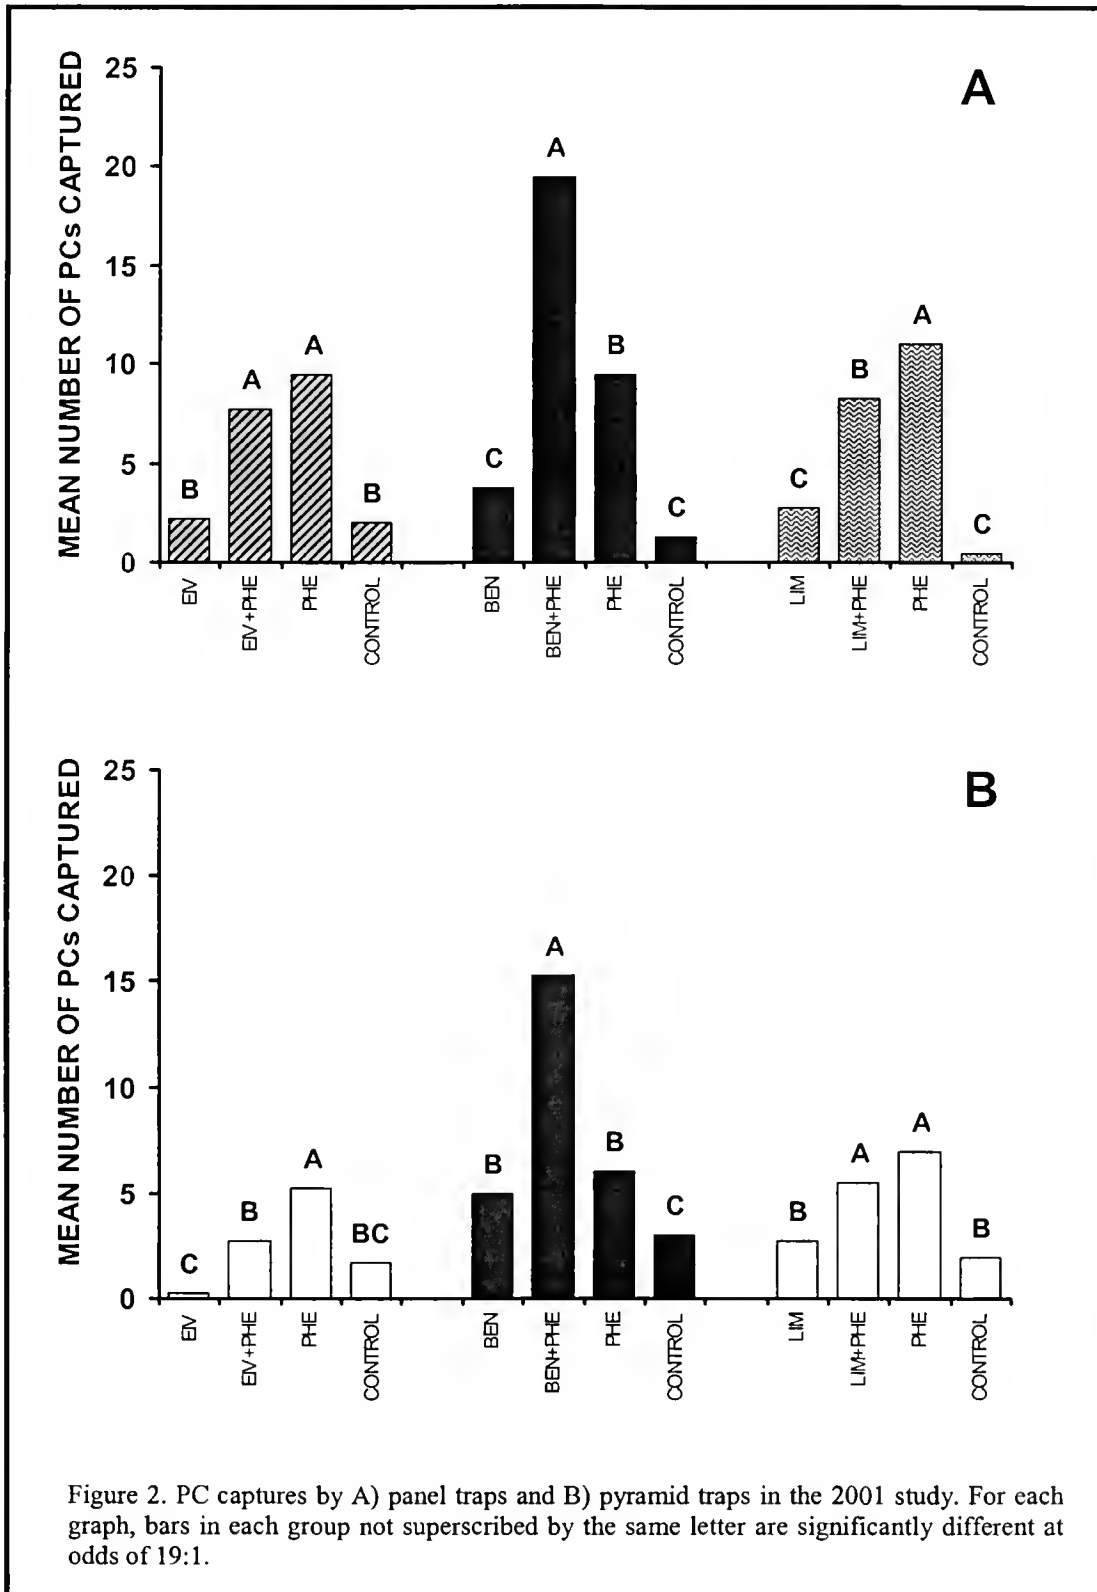 A
MEAN NUMBER OF PCs CAPTURED
25
20
15
10
5
0
B
A
A
B
C
A
B
C
C
B
A
C
EIV
EIV+PHE
PHE
CONTROL
BEN
BEN+PHE
PHE
CONTROL
LIM
LIM+PHE
PHE
CONTROL
B
MEAN NUMBER OF PCs CAPTURED
25
20
15
10
5
0
C
B
A
BC
B
A
B
C
B
A
A
B
EIV
EIV+PHE
PHE
CONTROL
BEN
BEN+PHE
PHE
CONTROL
LIM
LIM+PHE
PHE
CONTROL
Figure 2. PC captures by A) panel traps and B) pyramid traps in the 2001 study. For each
graph, bars in each group not superscribed by the same letter are significantly different at
odds of 19:1.